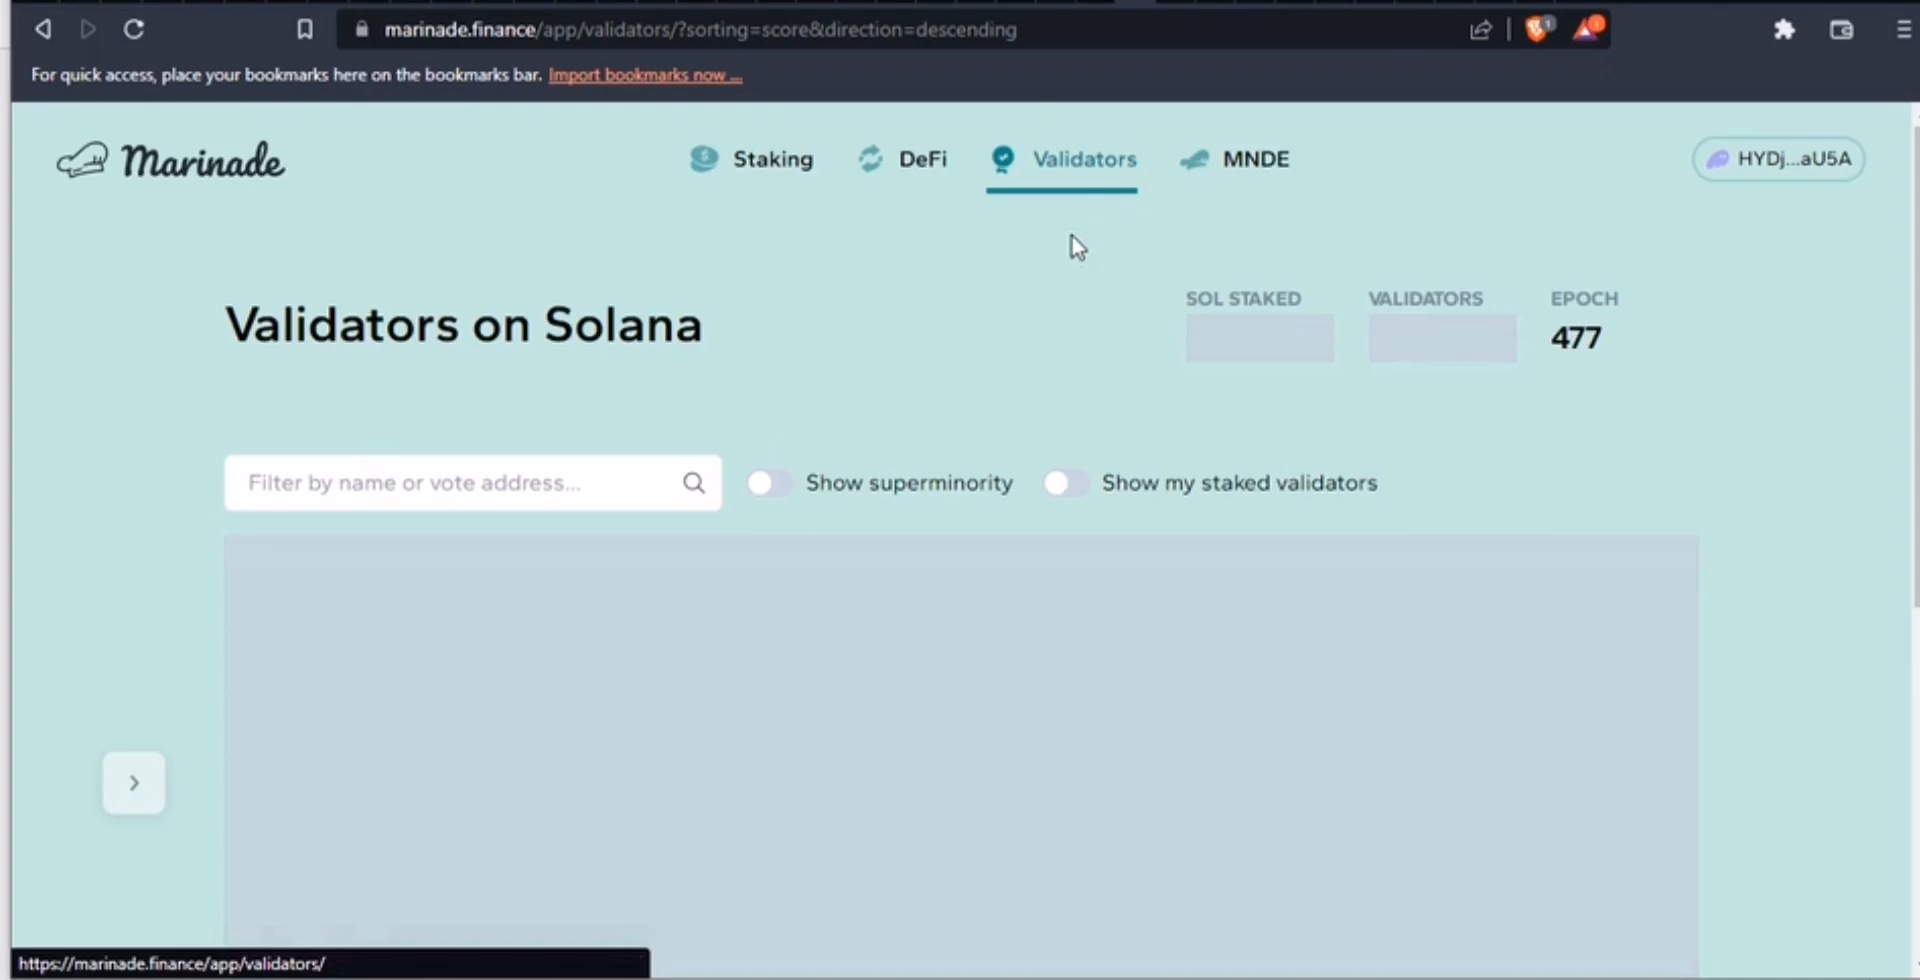 marinade.finance/app/validators/?sorting=score&direction=descending
1
1
For quick access, place your bookmarks here on the bookmarks bar. Import bookmarks now ...
Marinade
Staking
DeFi
Validators
MNDE
HYDj...aU5A
Validators on Solana
SOL STAKED
VALIDATORS
EPOCH
477
Filter by name or vote address...
Show superminority
Show my staked validators
https://marinade.finance/app/validators/